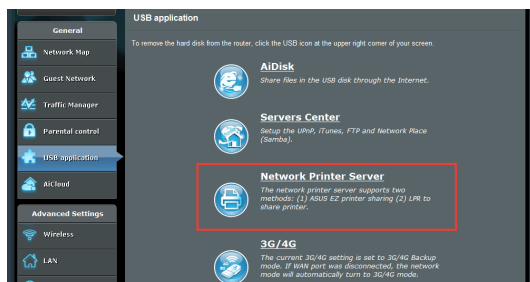 General
Network Map
Guest Network
Traffic Manager
Parental control
USB application
AiCloud
Advanced Settings
Wireless
LAN
USB application
To remove the hard disk from the router, click the USB icon at the upper right corner of your screen.
AiDisk
Share files in the USB disk through the Internet.
Servers Center
Setup the UPnP, iTunes, FTP and Network Place
(Samba).
Network Printer Server
The network printer server supports two
methods: (1) ASUS EZ printer sharing (2) LPR to
share printer.
3G/4G
The current 3G/4G setting is set to 3G/4G Backup
mode. If WAN port was disconnected, the network
mode will automatically turn to 3G/4G mode.